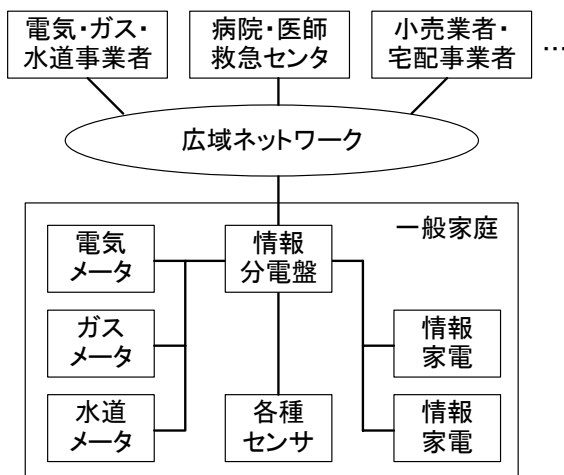 電気・ガス・
水道事業者
病院・医師
救急センタ
小売業者・
宅配事業者
…
広域ネットワーク
一般家庭
電気
メータ
情報
分電盤
ガス
メータ
情報
家電
水道
メータ
各種
センサ
情報
家電